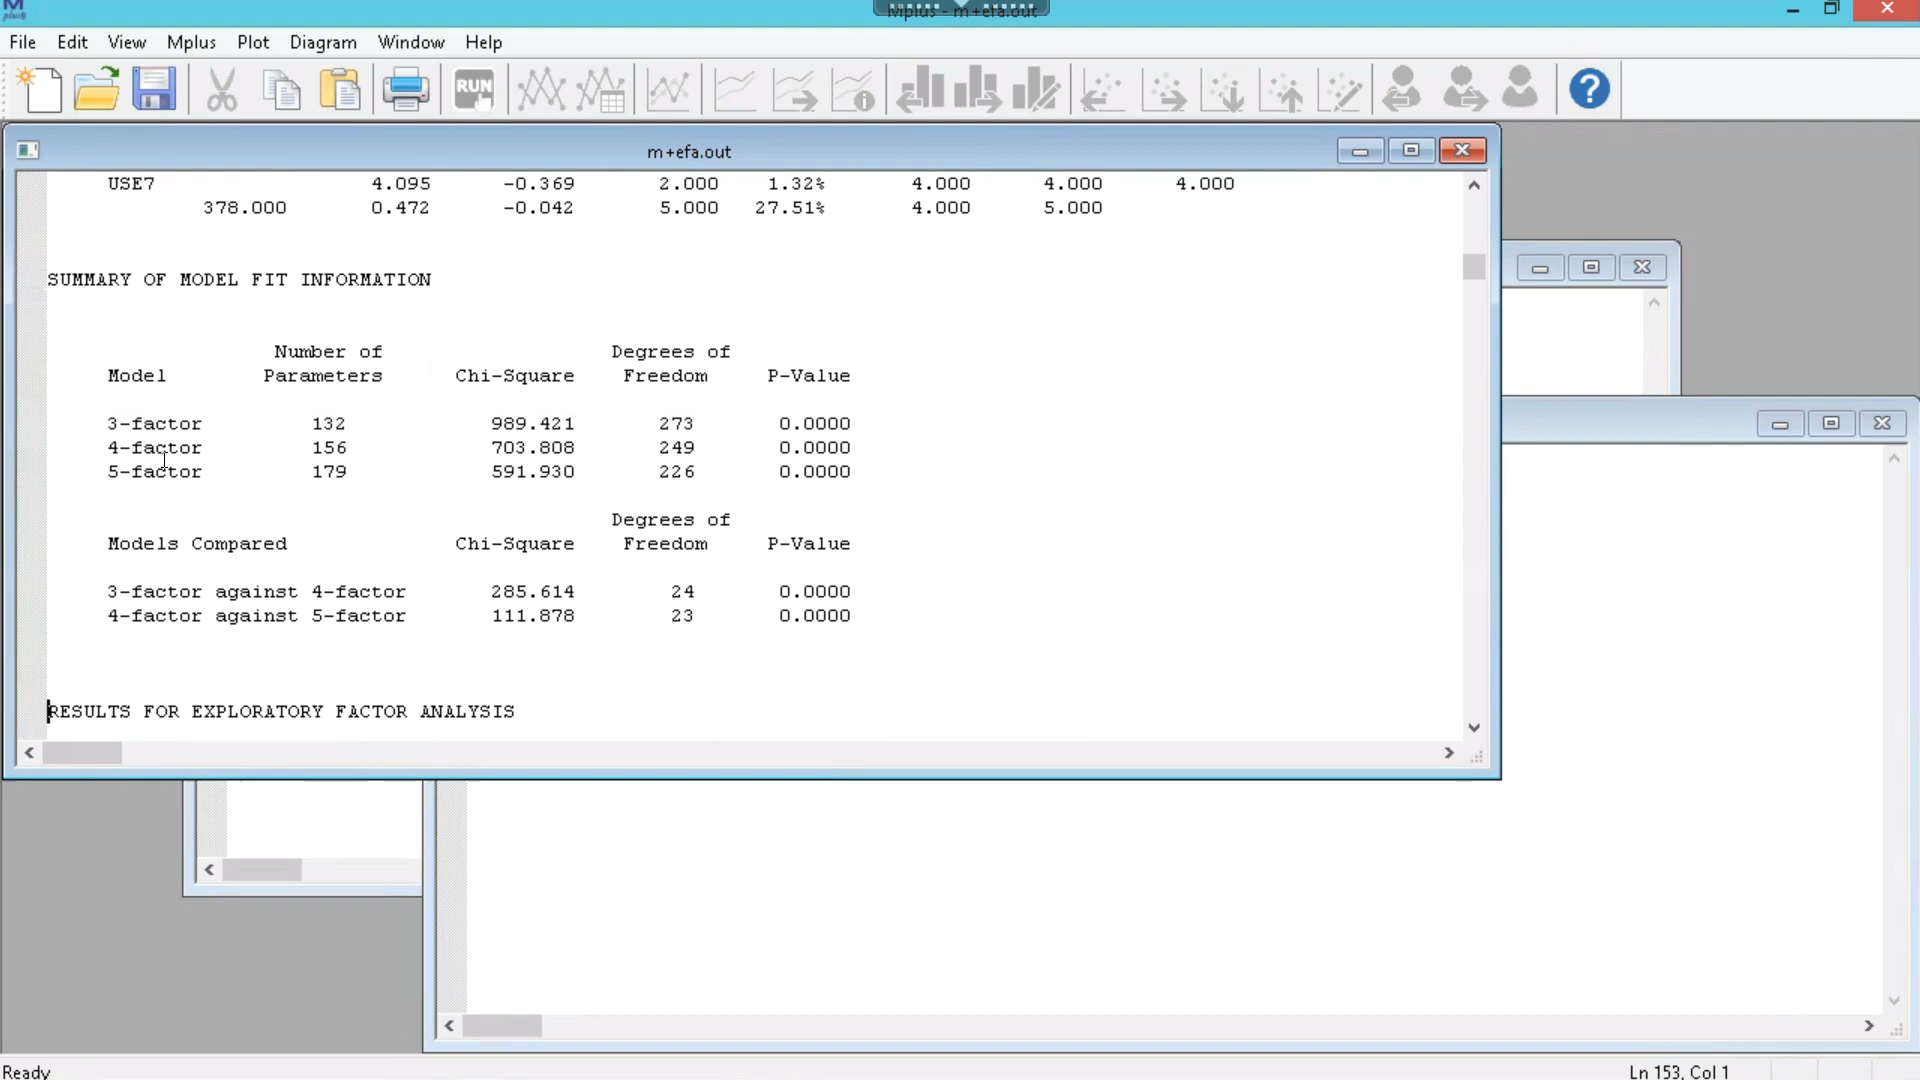 M
plus
Mplus - m+efa.out
File Edit View Mplus Plot Diagram Window Help
RUN
m+efa.out
USE7 4.095 -0.369 2.000 1.32% 4.000 4.000 4.000
378.000 0.472 -0.042 5.000 27.51% 4.000 5.000
SUMMARY OF MODEL FIT INFORMATION
Number of Degrees of
Model Parameters Chi-Square Freedom P-Value
3-factor 132 989.421 273 0.0000
4-factor 156 703.808 249 0.0000
5-factor 179 591.930 226 0.0000
Degrees of
Models Compared Chi-Square Freedom P-Value
3-factor against 4-factor 285.614 24 0.0000
4-factor against 5-factor 111.878 23 0.0000
RESULTS FOR EXPLORATORY FACTOR ANALYSIS
Ready Ln 153, Col 1